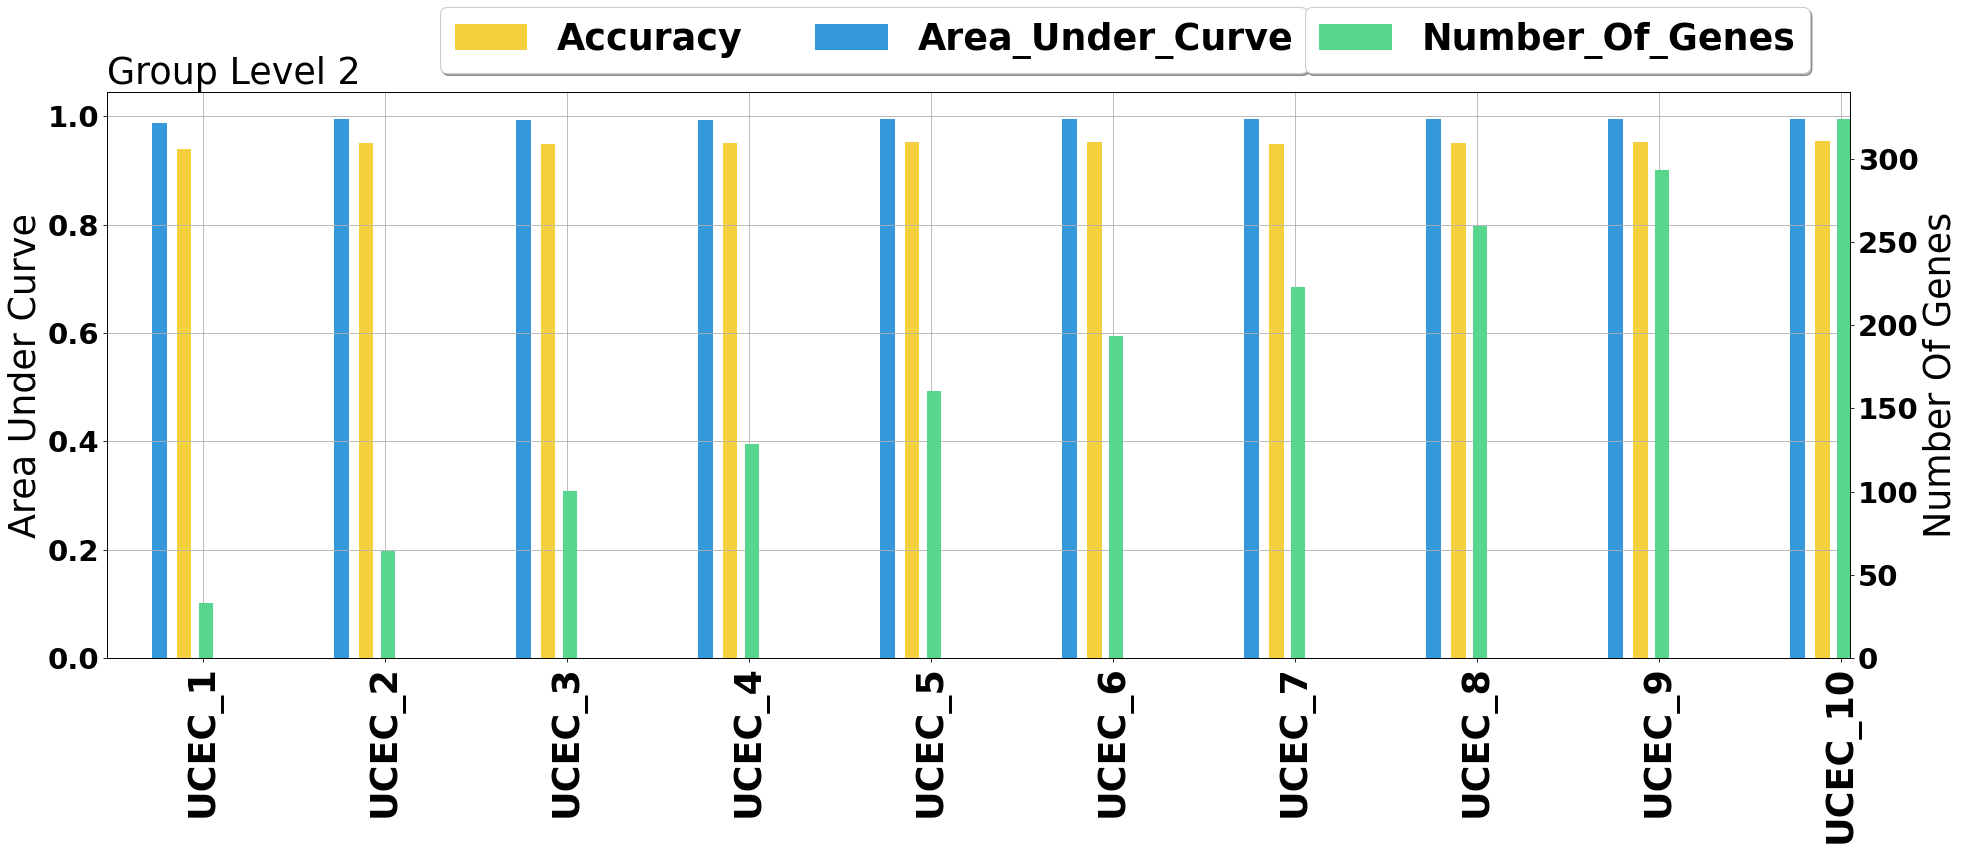 Accuracy
Area_Under_Curve
Number_Of_Genes
Group Level 2
Area Under Curve
1.0
0.8
0.6
0.4
0.2
0.0
300
250
200
150
100
50
0
Number Of Genes
UCEC_1
UCEC_2
UCEC_3
UCEC_4
UCEC_5
UCEC_6
UCEC_7
UCEC_8
UCEC_9
UCEC_10